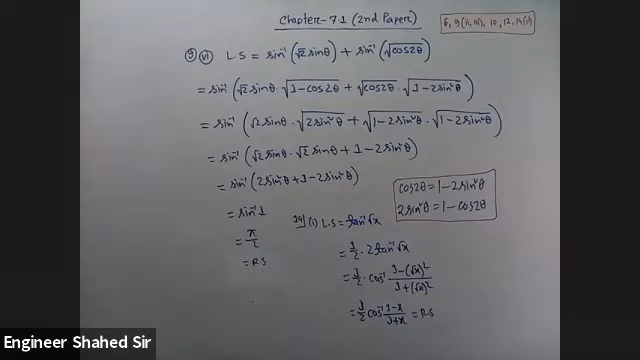 Chapter-7.1 (2nd Paper)
6, 9(ii, iii), 10, 12, 14(i)
9 vi L.S = sin⁻¹(√2 sinθ) + sin⁻¹(√cos2θ)
= sin⁻¹(√2 sinθ · √1-cos2θ + √cos2θ · √1-2sin²θ)
= sin⁻¹(√2 sinθ · √2sin²θ + √1-2sin²θ · √1-2sin²θ)
= sin⁻¹(√2 sinθ · √2 sinθ + 1-2sin²θ)
= sin⁻¹(2sin²θ + 1 - 2sin²θ)
= sin⁻¹ 1
= π/2
= R.S
cos2θ = 1-2sin²θ
2sin²θ = 1-cos2θ
14 (i) L.S = tan⁻¹√x
= 1/2 · 2tan⁻¹√x
= 1/2 · cos⁻¹ 1-(√x)²/1+(√x)²
= 1/2 cos⁻¹ 1-x/1+x = R.S
Engineer Shahed Sir